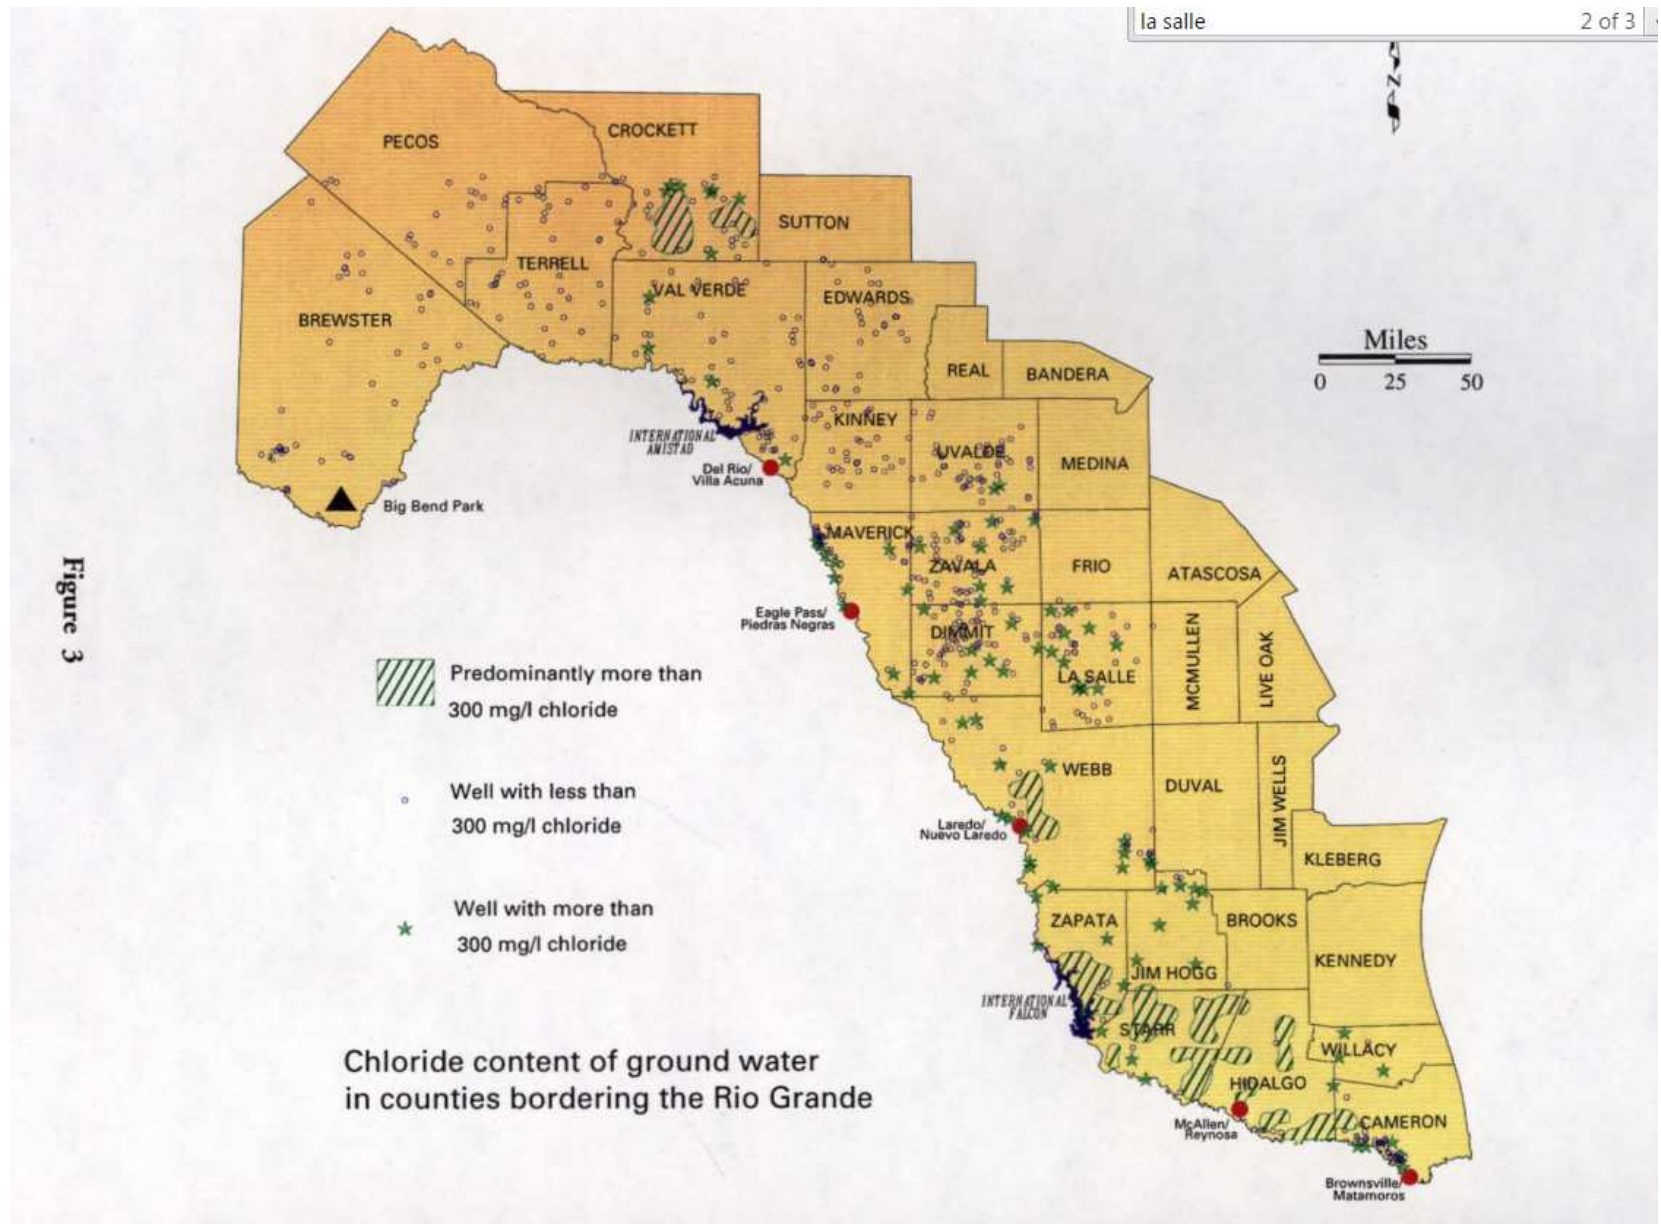 la salle 2 of 3
N
PECOS
CROCKETT
SUTTON
TERRELL
VAL VERDE
EDWARDS
BREWSTER
Miles
0 25 50
REAL
BANDERA
KINNEY
INTERNATIONAL
AMISTAD
UVALDE
MEDINA
Del Rio/
Villa Acuna
Big Bend Park
MAVERICK
ZAVALA
FRIO
ATASCOSA
Figure 3
Eagle Pass/
Piedras Negras
DIMMIT
LA SALLE
MCMULLEN
LIVE OAK
Predominantly more than
300 mg/l chloride
WEBB
DUVAL
JIM WELLS
Well with less than
300 mg/l chloride
Laredo/
Nuevo Laredo
KLEBERG
Well with more than
300 mg/l chloride
ZAPATA
BROOKS
KENNEDY
JIM HOGG
INTERNATIONAL
FALCON
STARR
WILLACY
Chloride content of ground water
in counties bordering the Rio Grande
HIDALGO
McAllen/
Reynosa
CAMERON
Brownsville/
Matamoros